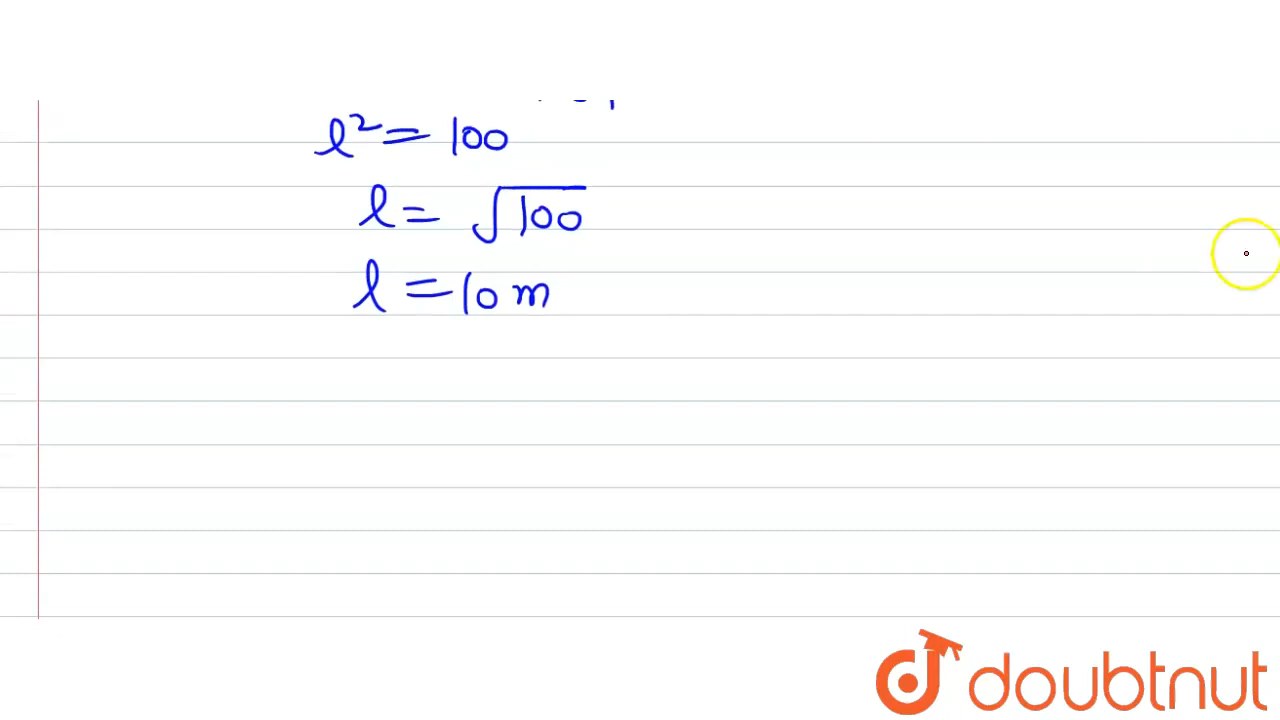 l² = 100
l = √100
l = 10 m
doubtnut